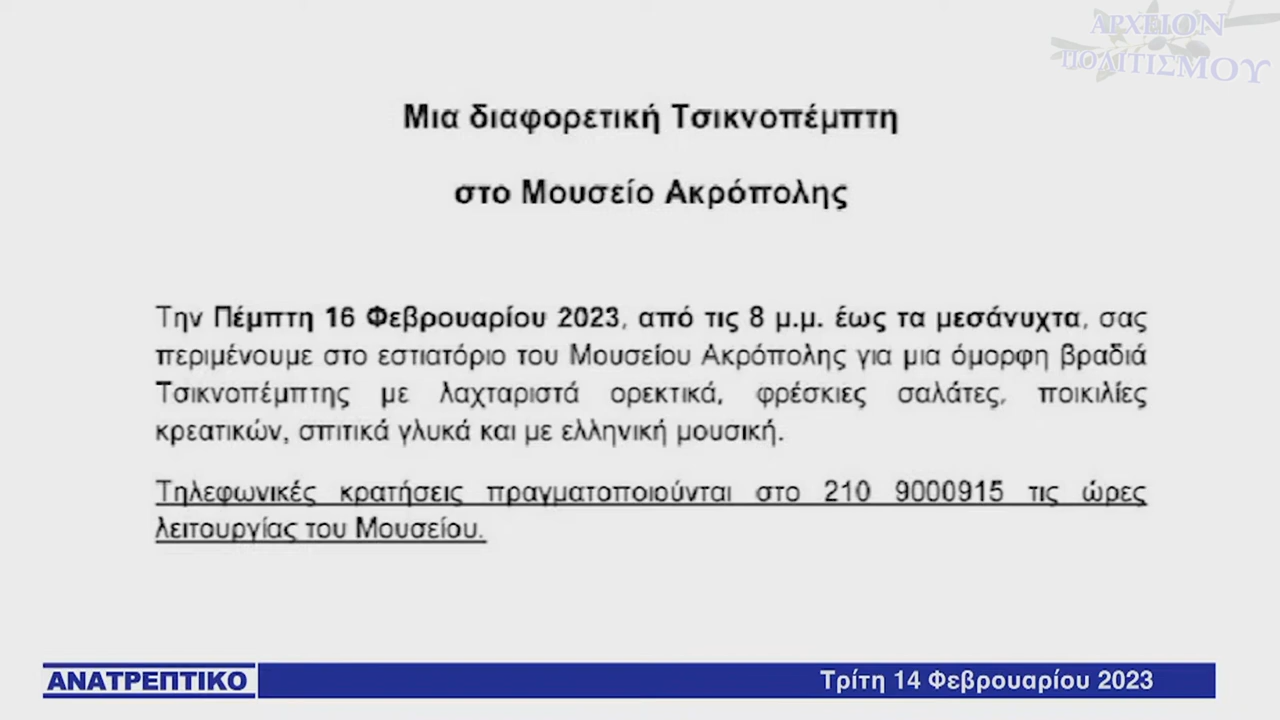 ΑΡΧΕΙΟΝ
ΠΟΛΙΤΙΣΜΟΥ
Μια διαφορετική Τσικνοπέμπτη
στο Μουσείο Ακρόπολης
Την Πέμπτη 16 Φεβρουαρίου 2023, από τις 8 μ.μ. έως τα μεσάνυχτα, σας
περιμένουμε στο εστιατόριο του Μουσείου Ακρόπολης για μια όμορφη βραδιά
Τσικνοπέμπτης με λαχταριστά ορεκτικά, φρέσκιες σαλάτες, ποικιλίες
κρεατικών, σπιτικά γλυκά και με ελληνική μουσική.
Τηλεφωνικές κρατήσεις πραγματοποιούνται στο 210 9000915 τις ώρες
λειτουργίας του Μουσείου.
ΑΝΑΤΡΕΠΤΙΚΟ
Τρίτη 14 Φεβρουαρίου 2023